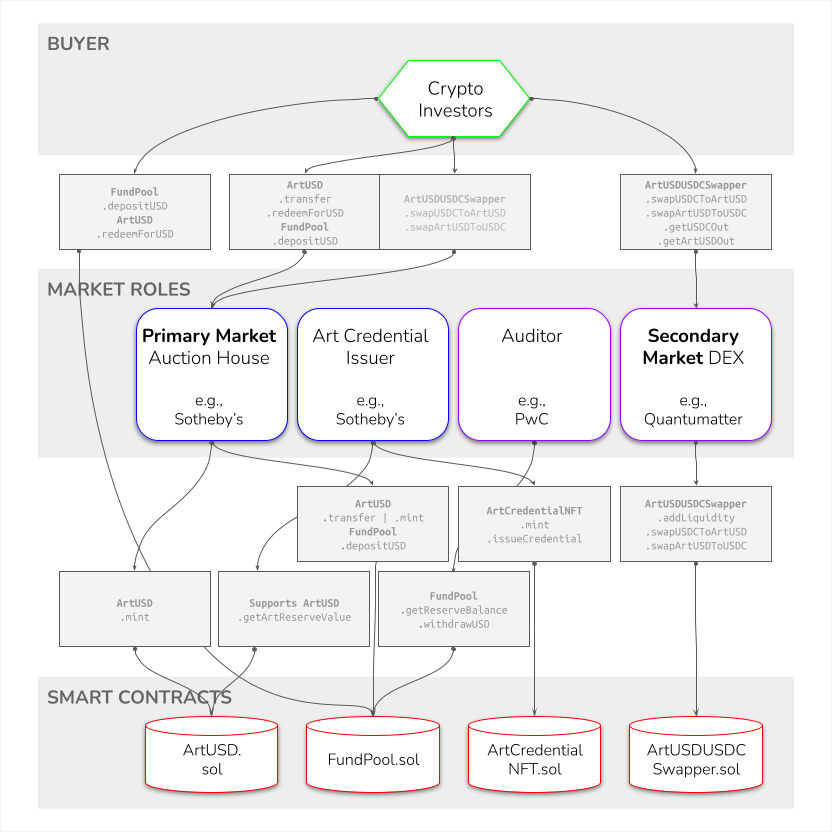 BUYER
Crypto
Investors
FundPool
.depositUSD
ArtUSD
.redeemForUSD
ArtUSD
.transfer
.redeemForUSD
FundPool
.depositUSD
ArtUSDUSDCSwapper
.swapUSDCToArtUSD
.swapArtUSDToUSDC
ArtUSDUSDCSwapper
.swapUSDCToArtUSD
.swapArtUSDToUSDC
.getUSDCOut
.getArtUSDOut
MARKET ROLES
Primary Market
Auction House
e.g.,
Sotheby's
Art Credential
Issuer
e.g.,
Sotheby's
Auditor
e.g.,
PwC
Secondary
Market DEX
e.g.,
Quantumatter
ArtUSD
.transfer | .mint
FundPool
.depositUSD
ArtCredentialNFT
.mint
.issueCredential
ArtUSDUSDCSwapper
.addLiquidity
.swapUSDCToArtUSD
.swapArtUSDToUSDC
ArtUSD
.mint
Supports ArtUSD
.getArtReserveValue
FundPool
.getReserveBalance
.withdrawUSD
SMART CONTRACTS
ArtUSD.
sol
FundPool.sol
ArtCredential
NFT.sol
ArtUSDUSDC
Swapper.sol